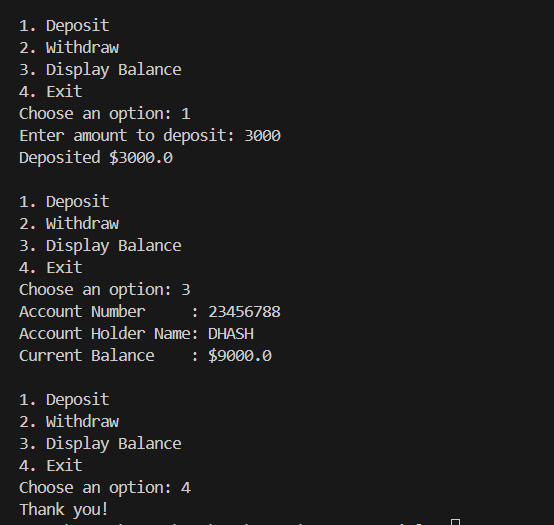 1. Deposit
2. Withdraw
3. Display Balance
4. Exit
Choose an option: 1
Enter amount to deposit: 3000
Deposited $3000.0
1. Deposit
2. Withdraw
3. Display Balance
4. Exit
Choose an option: 3
Account Number     : 23456788
Account Holder Name: DHASH
Current Balance    : $9000.0
1. Deposit
2. Withdraw
3. Display Balance
4. Exit
Choose an option: 4
Thank you!